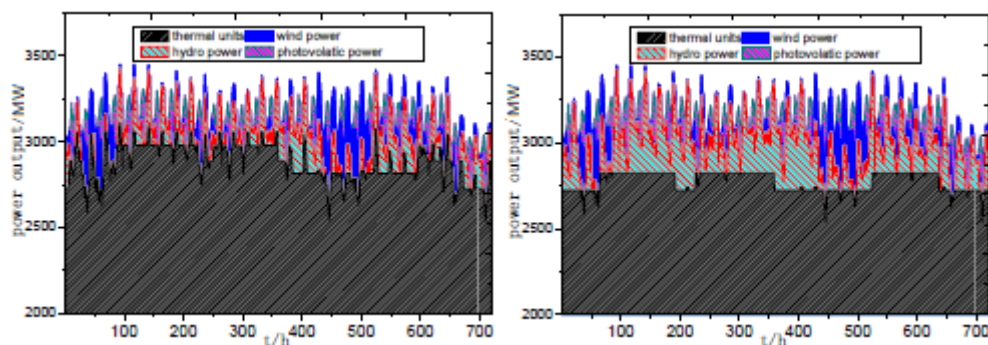 thermal units wind power
hydro power photovolatic power
3500
3000
2500
2000
power output/MW
100 200 300 400 500 600 700
t/h
thermal units wind power
hydro power photovolatic power
3500
3000
2500
2000
power output/MW
0 100 200 300 400 500 600 700
t/h